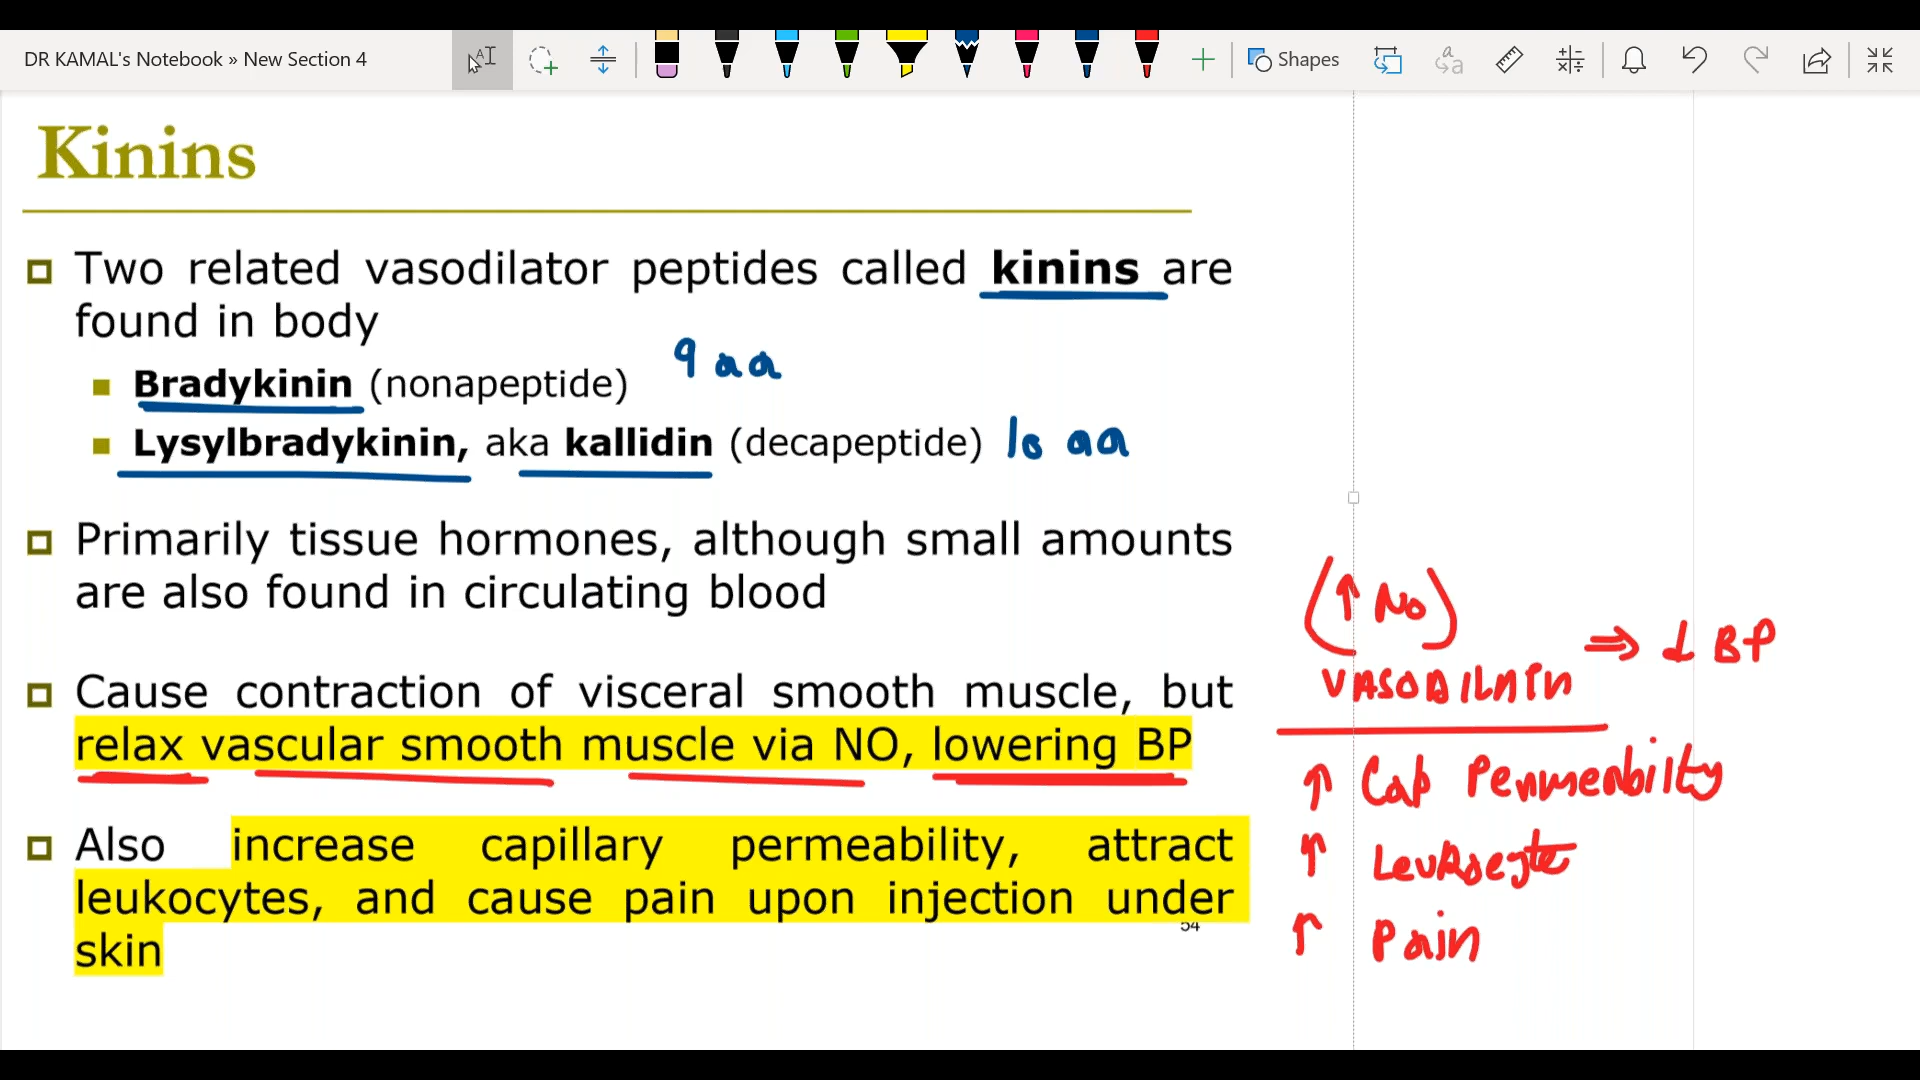 DR KAMAL's Notebook » New Section 4
Shapes
Kinins
Two related vasodilator peptides called kinins are
found in body
9 aa
Bradykinin (nonapeptide)
Lysylbradykinin, aka kallidin (decapeptide) 10 aa
Primarily tissue hormones, although small amounts
are also found in circulating blood
(↑ NO)
⇒ ↓ BP
Cause contraction of visceral smooth muscle, but
relax vascular smooth muscle via NO, lowering BP
↑ Cap
Also increase capillary permeability, attract
↑
leukocytes, and cause pain upon injection under
54
skin
↑ Pain